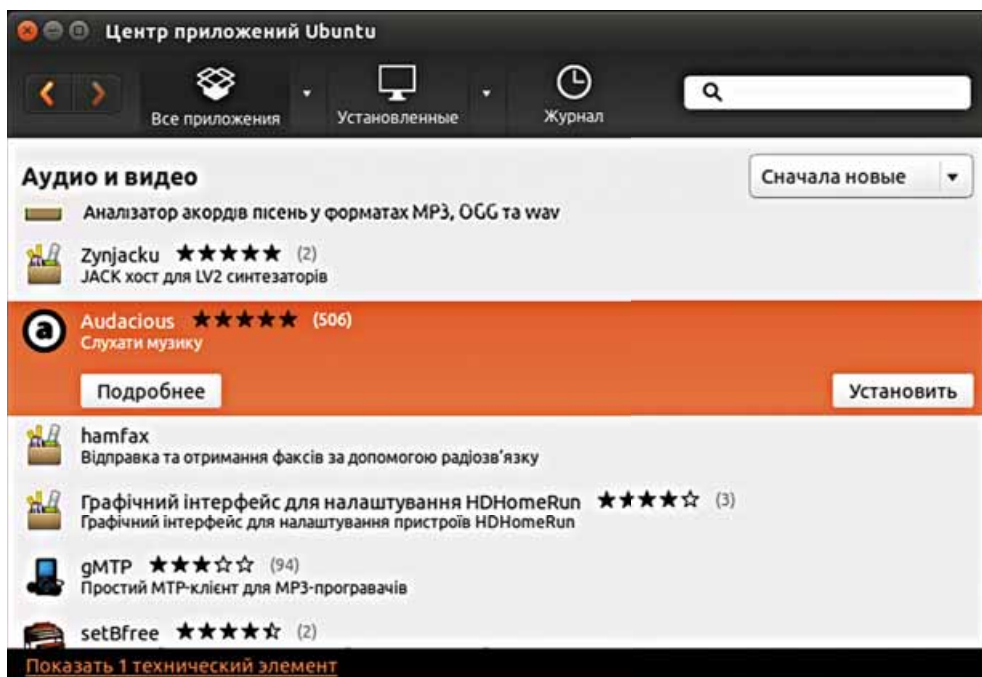 Центр приложений Ubuntu
Все приложения
Установленные
Журнал
Аудио и видео
Сначала новые
Аналізатор акордів пісень у форматах MP3, OGG та wav
Zynjacku (2)
JACK хост для LV2 синтезаторів
Audacious (506)
Слухати музику
Подробнее
Установить
hamfax
Відправка та отримання факсів за допомогою радіозв'язку
Графічний інтерфейс для налаштування HDHomeRun (3)
Графічний інтерфейс для налаштування пристроїв HDHomeRun
gMTP (94)
Простий MTP-клієнт для MP3-програвачів
setBfree (2)
Показать 1 технический элемент